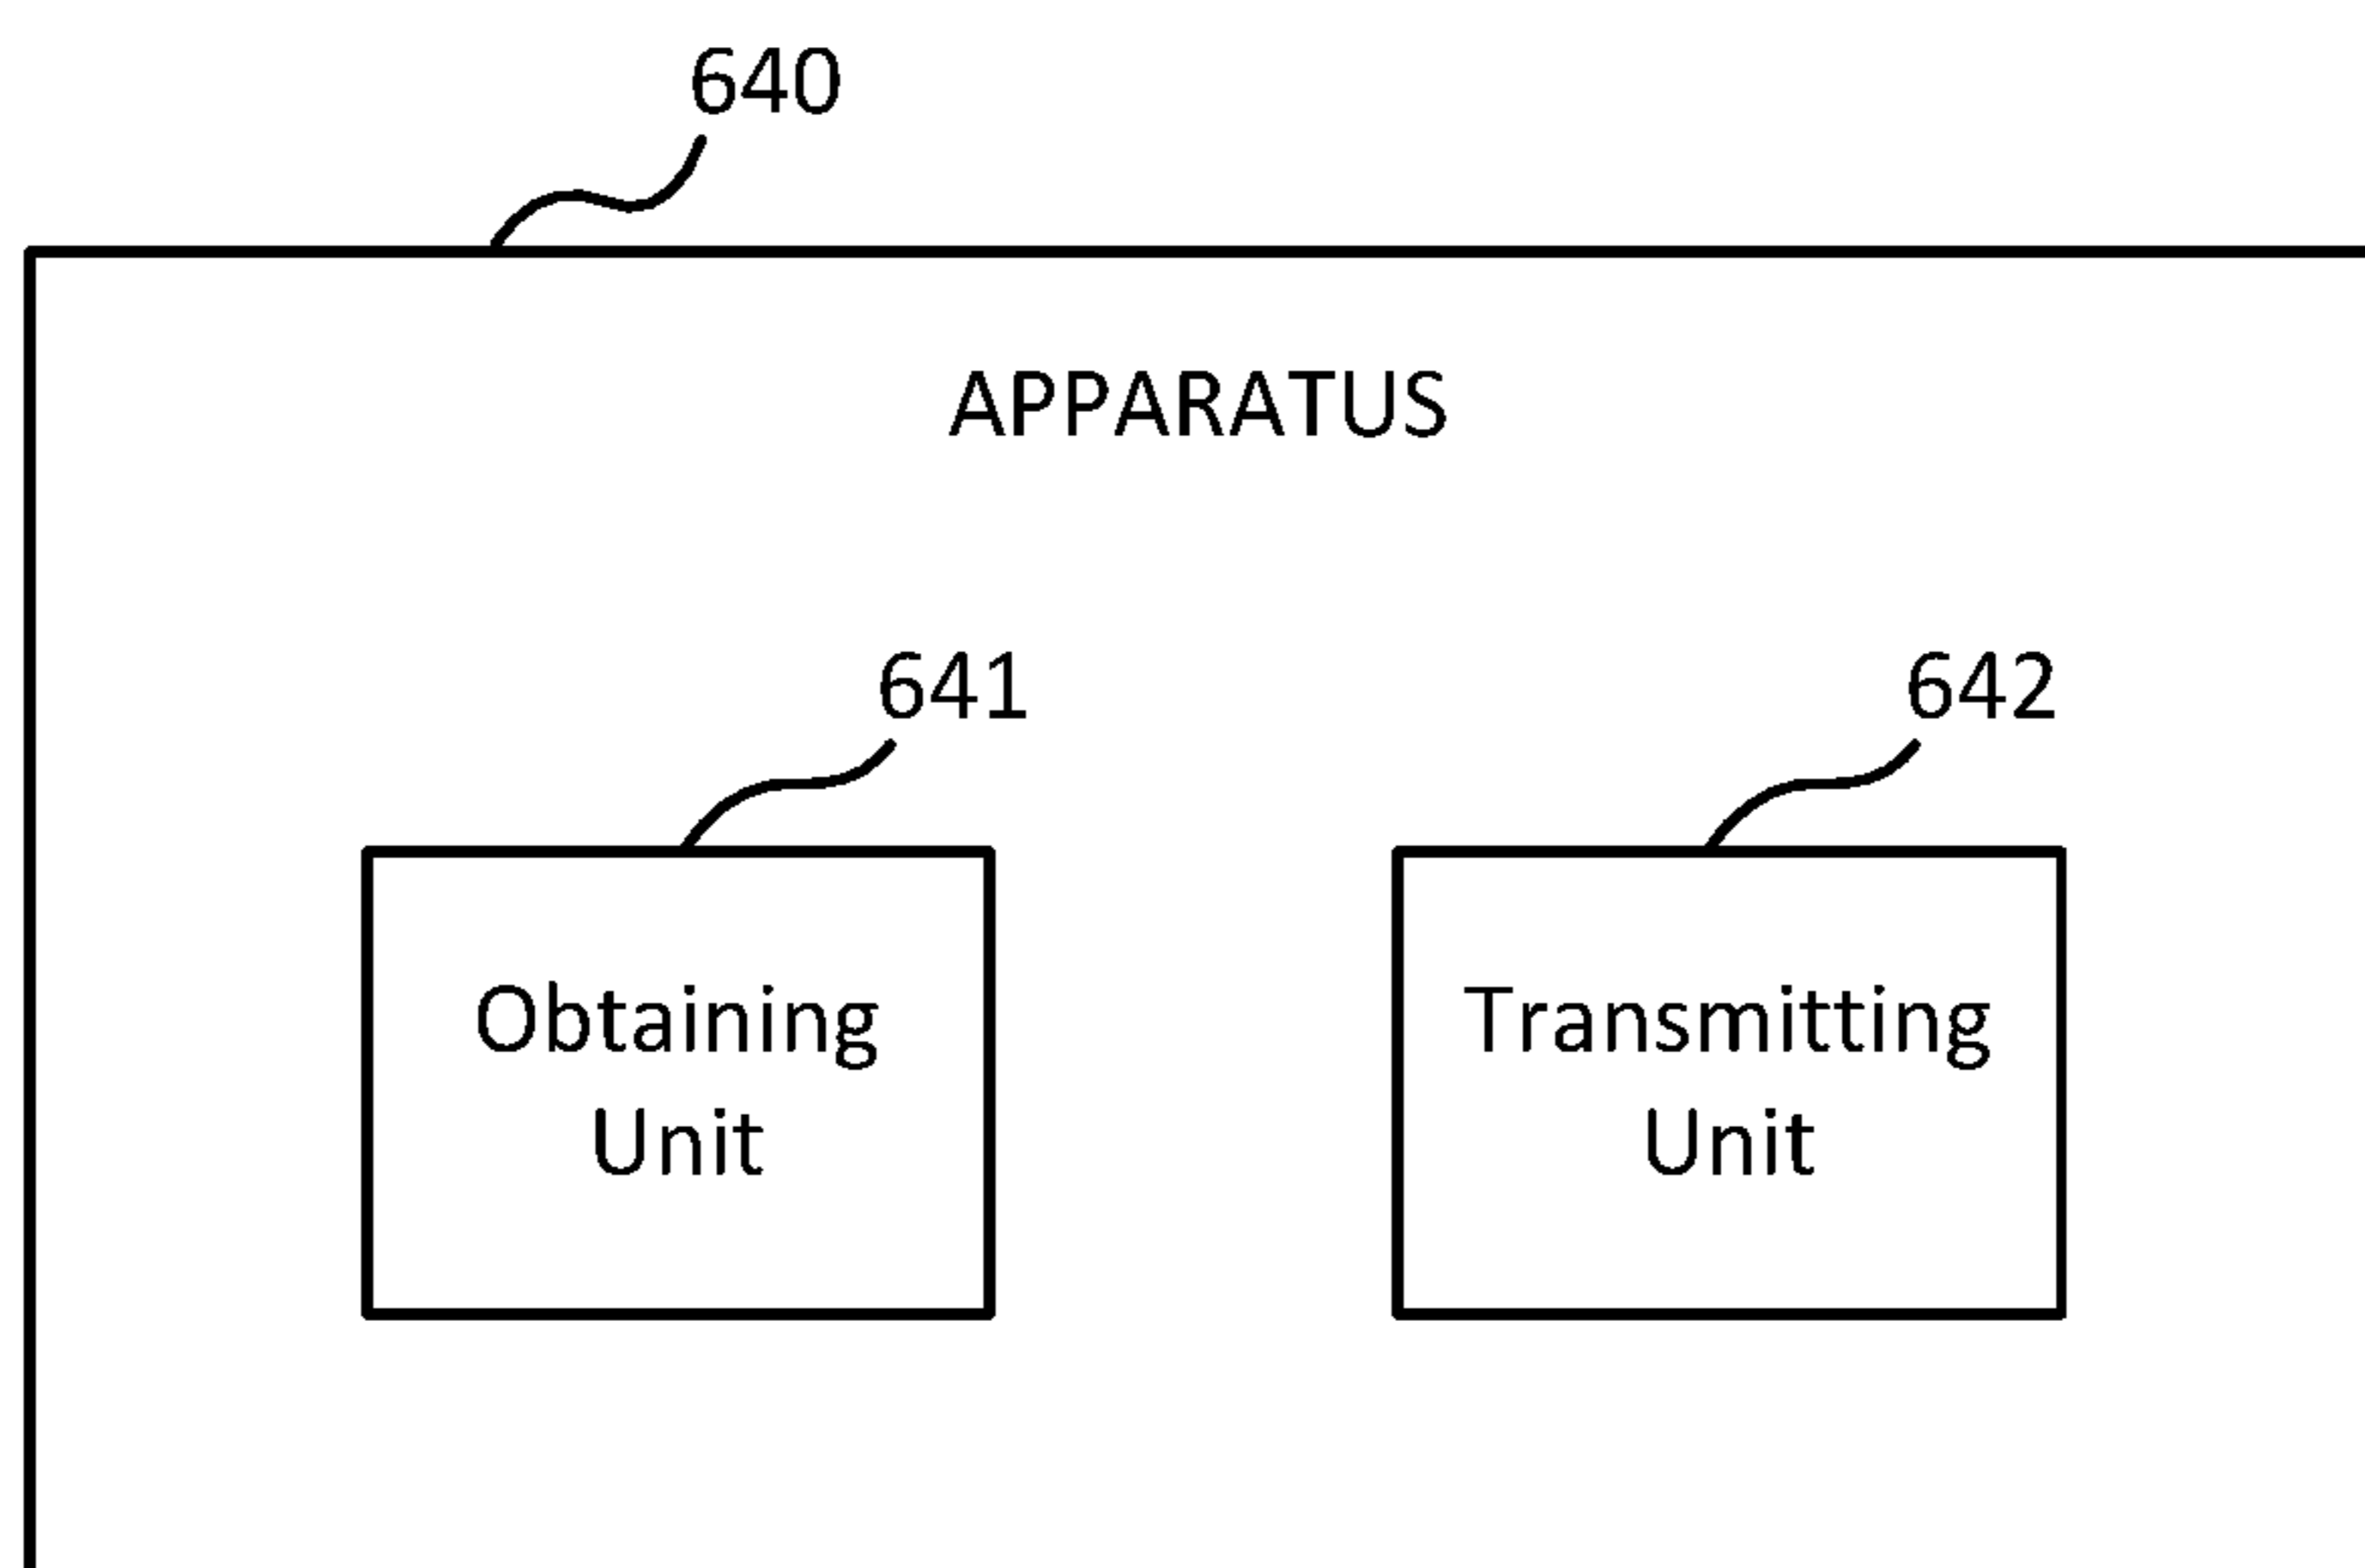 640
APPARATUS
641
642
Obtaining
Unit
Transmitting
Unit